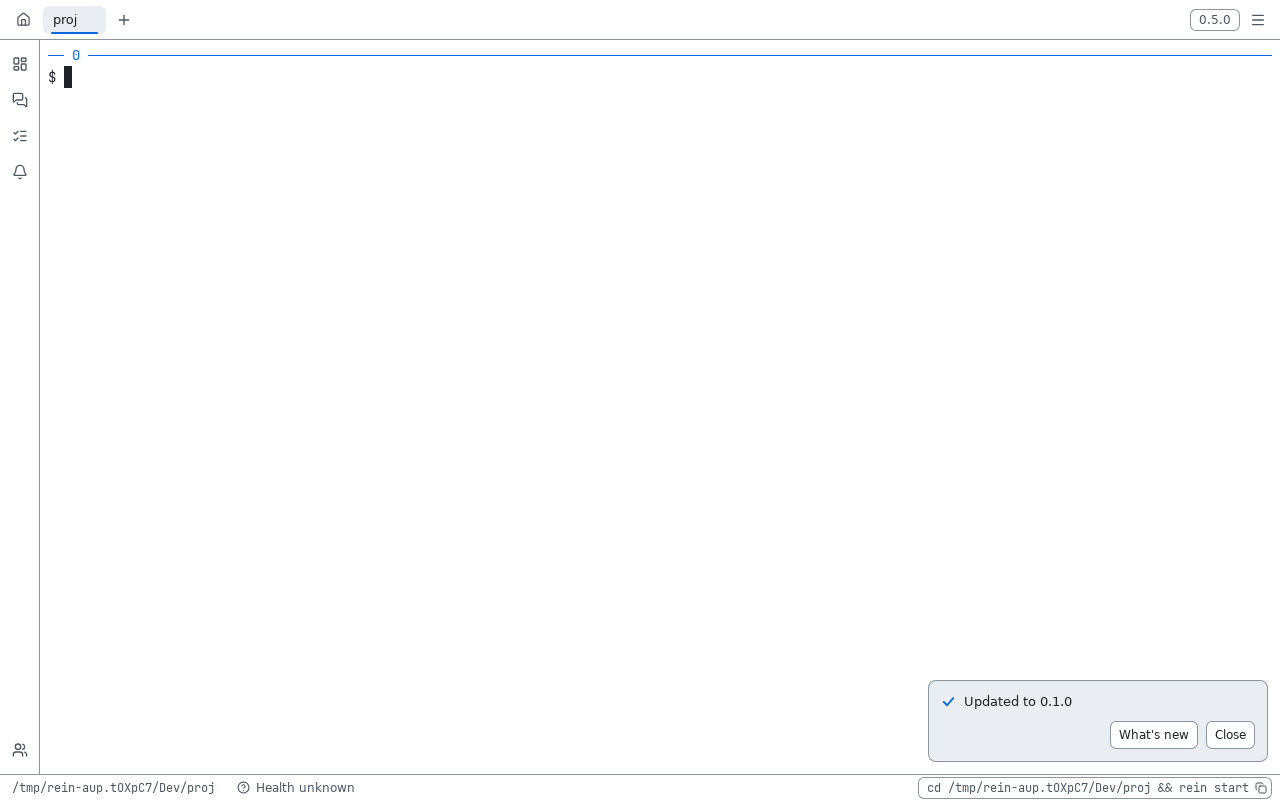 proj
0.5.0
0
$
Updated to 0.1.0
What's new
Close
/tmp/rein-aup.tOXpC7/Dev/proj
Health unknown
cd /tmp/rein-aup.tOXpC7/Dev/proj && rein start